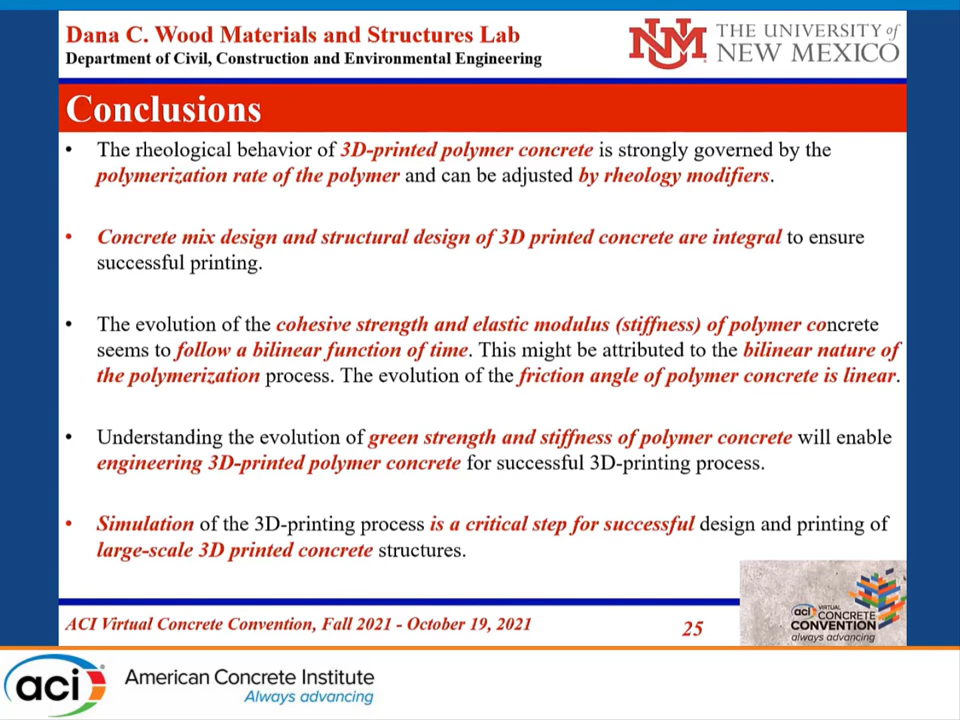 Dana C. Wood Materials and Structures Lab
Department of Civil, Construction and Environmental Engineering
NM
THE UNIVERSITY of
NEW MEXICO
Conclusions
• The rheological behavior of 3D-printed polymer concrete is strongly governed by the
polymerization rate of the polymer and can be adjusted by rheology modifiers.
• Concrete mix design and structural design of 3D printed concrete are integral to ensure
successful printing.
• The evolution of the cohesive strength and elastic modulus (stiffness) of polymer concrete
seems to follow a bilinear function of time. This might be attributed to the bilinear nature of
the polymerization process. The evolution of the friction angle of polymer concrete is linear.
• Understanding the evolution of green strength and stiffness of polymer concrete will enable
engineering 3D-printed polymer concrete for successful 3D-printing process.
• Simulation of the 3D-printing process is a critical step for successful design and printing of
large-scale 3D printed concrete structures.
ACI Virtual Concrete Convention, Fall 2021 - October 19, 2021
25
aci VIRTUAL
CONCRETE
CONVENTION
always advancing
aci
American Concrete Institute
Always advancing